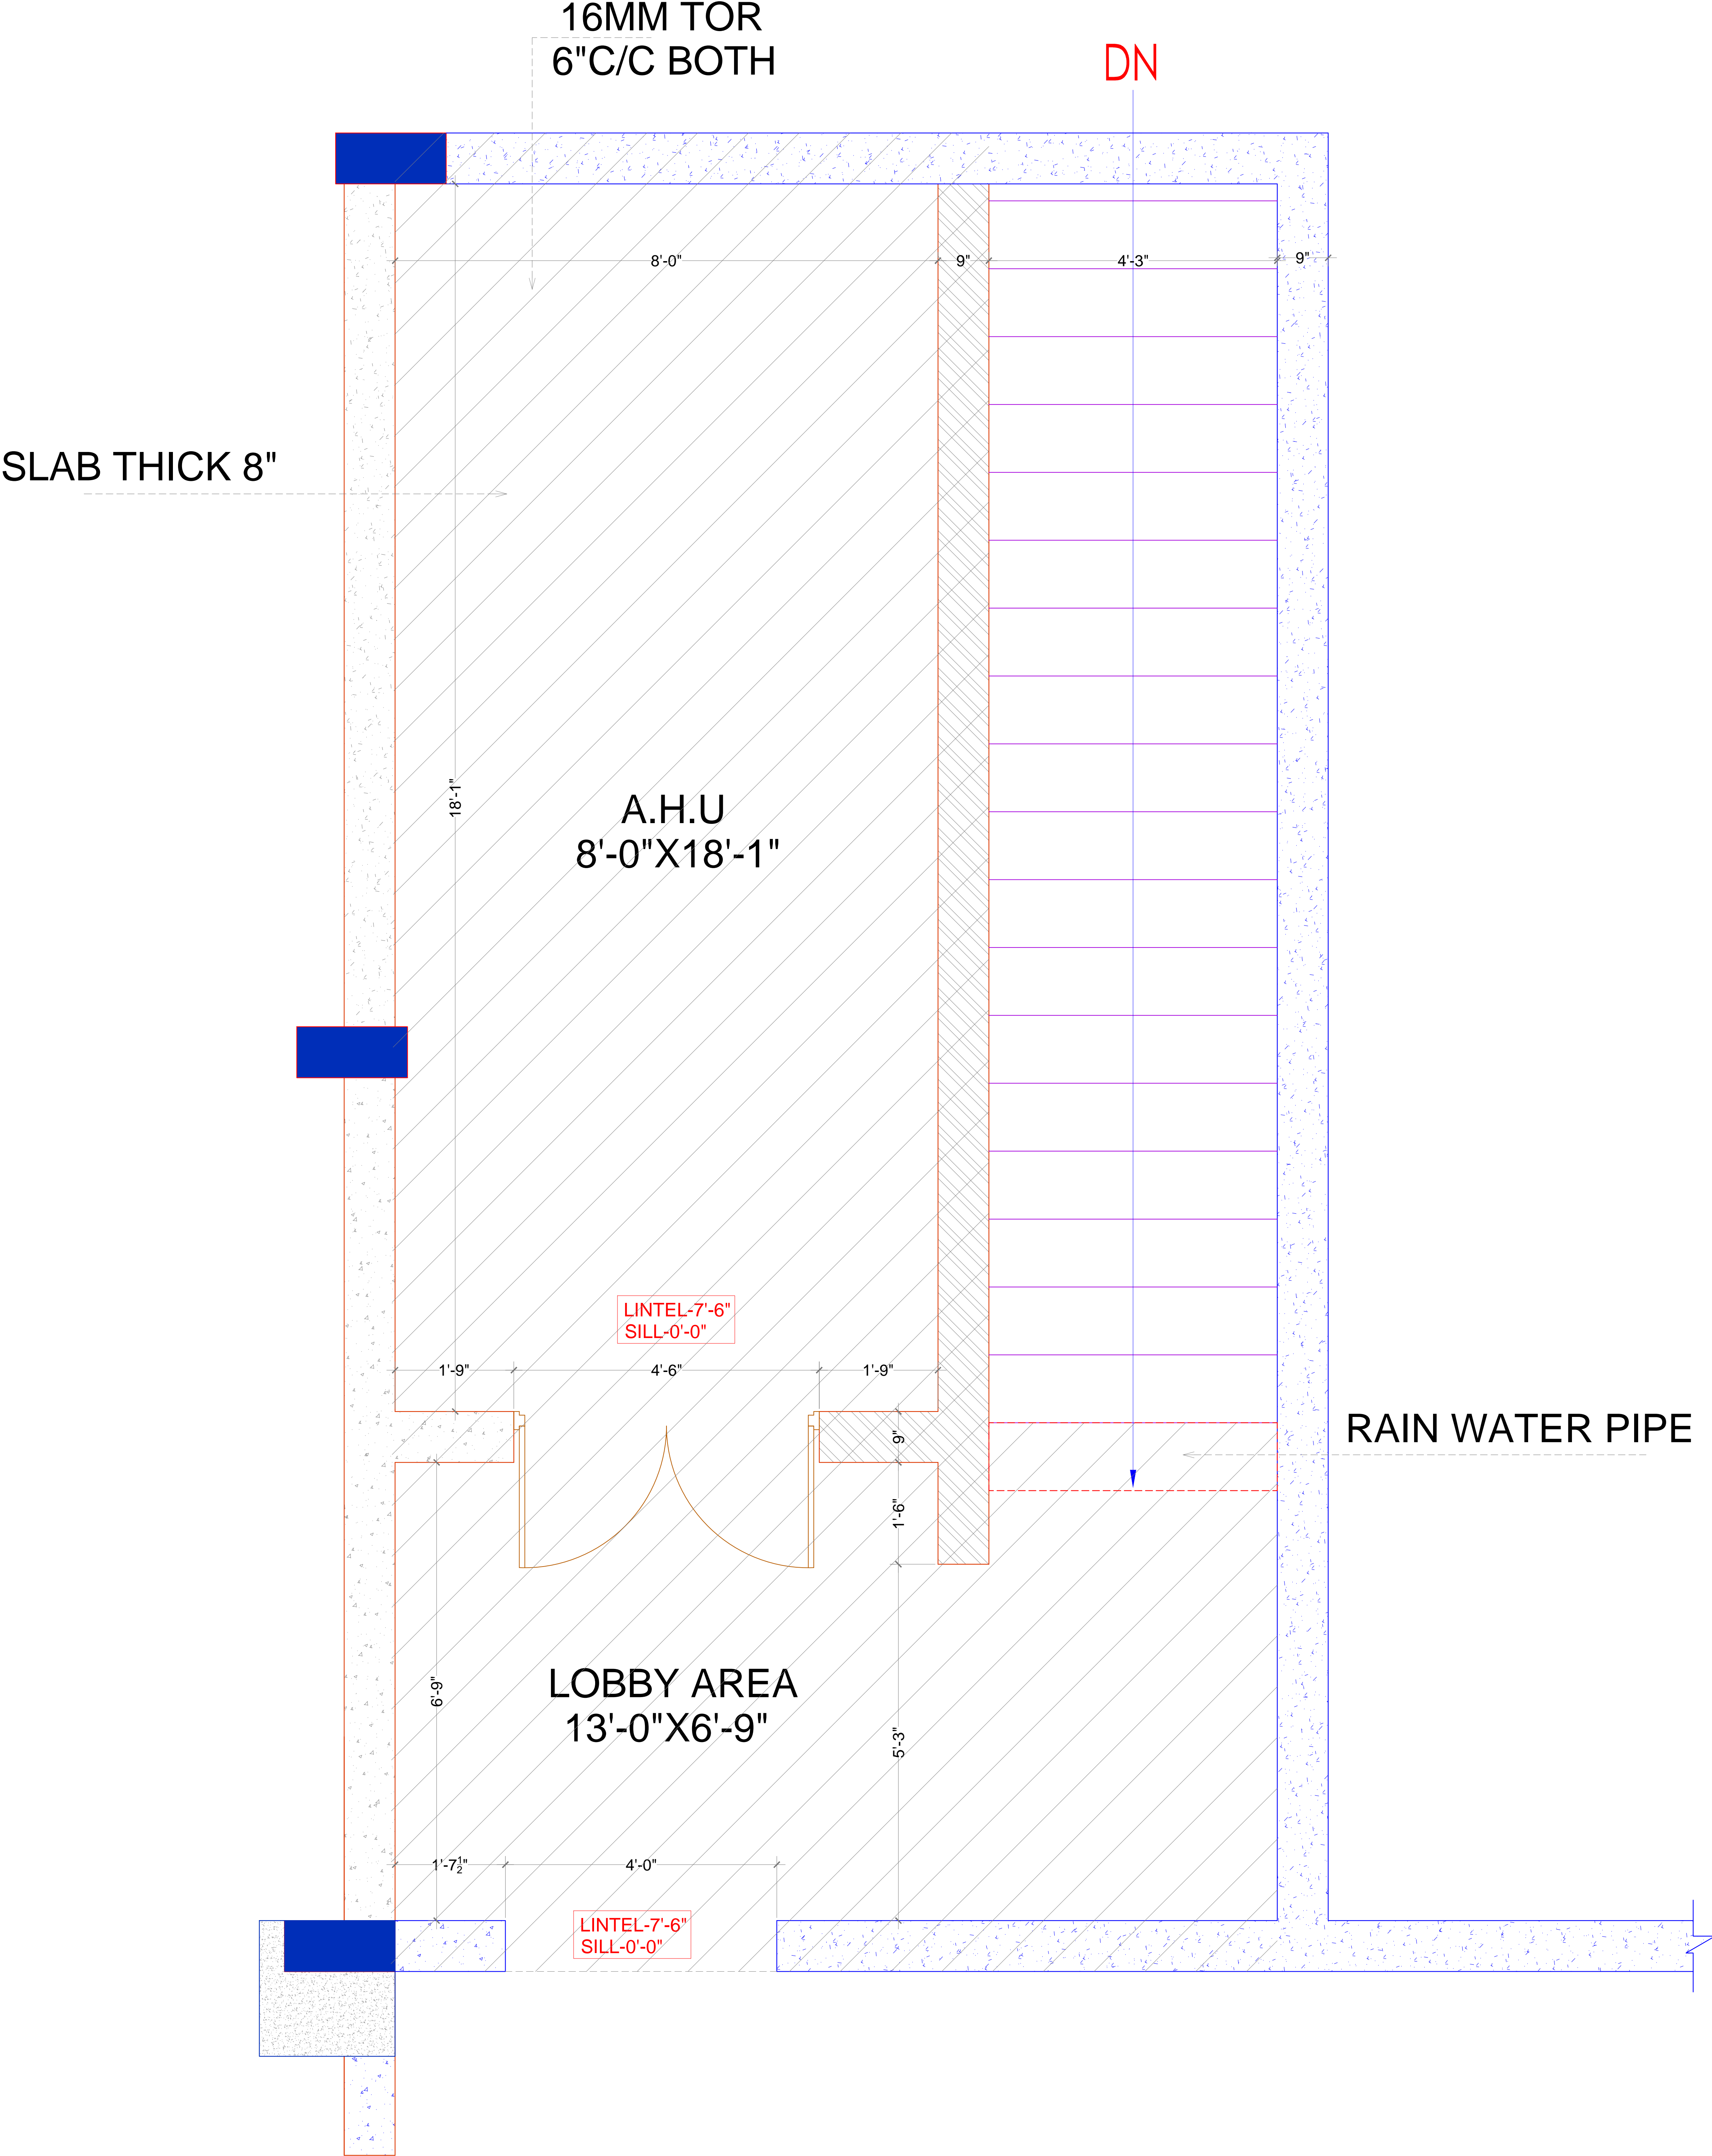 16MM TOR
6"C/C BOTH
DN
8'-0"
9"
4'-3"
9"
SLAB THICK 8"
18'-1"
A.H.U
8'-0"X18'-1"
LINTEL-7'-6"
SILL-0'-0"
1'-9"
4'-6"
1'-9"
9"
RAIN WATER PIPE
1'-6"
6'-9"
LOBBY AREA
13'-0"X6'-9"
5'-3"
1'-7½"
4'-0"
LINTEL-7'-6"
SILL-0'-0"